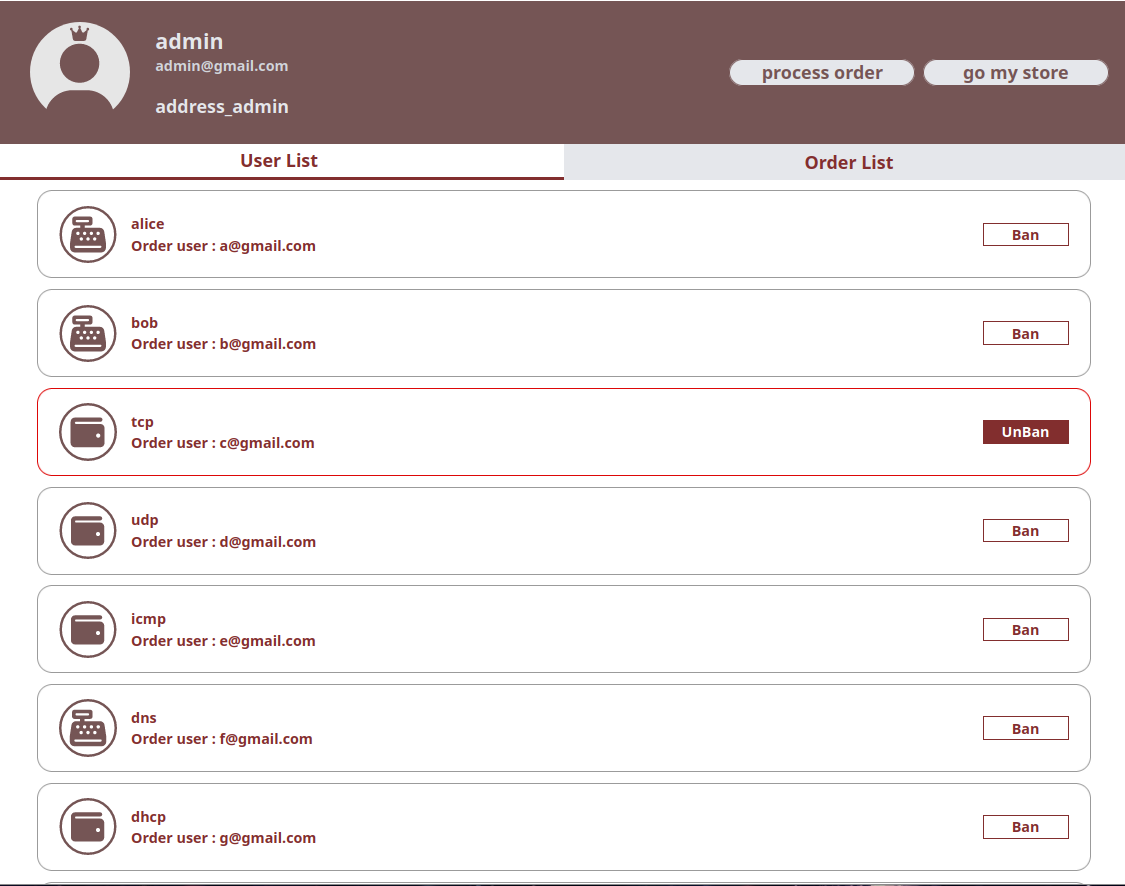 admin
admin@gmail.com
address_admin
process order
go my store
User List
Order List
alice
Order user : a@gmail.com
Ban
bob
Order user : b@gmail.com
Ban
tcp
Order user : c@gmail.com
UnBan
udp
Order user : d@gmail.com
Ban
icmp
Order user : e@gmail.com
Ban
dns
Order user : f@gmail.com
Ban
dhcp
Order user : g@gmail.com
Ban